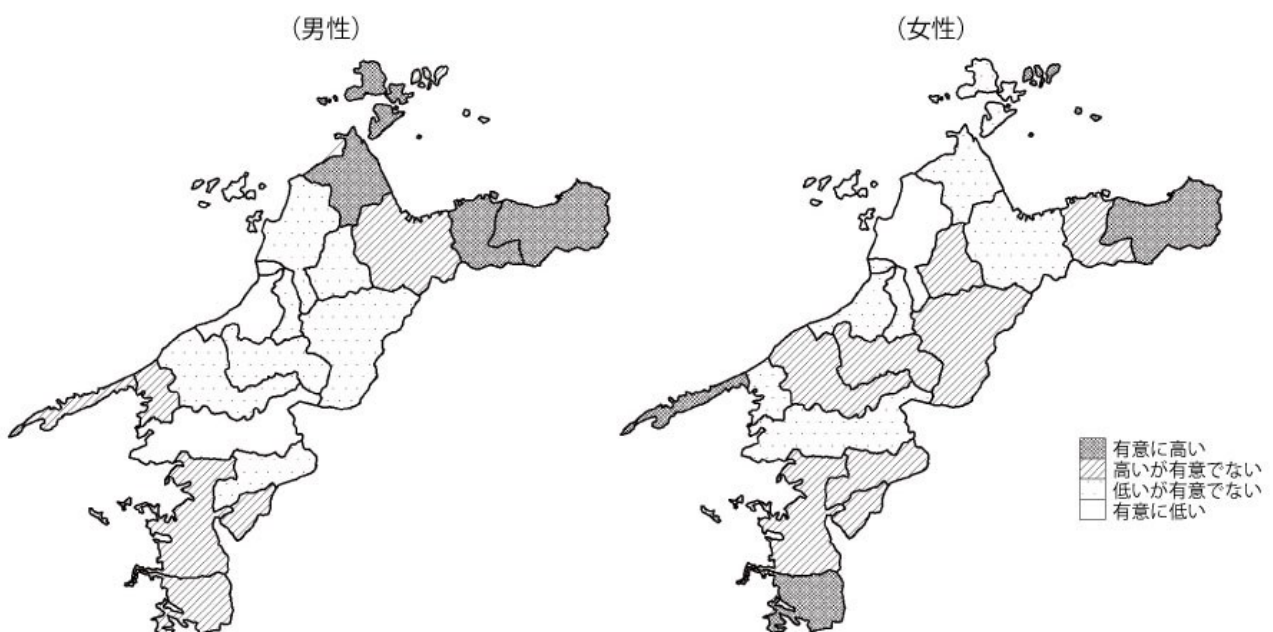 (男性)
(女性)
有意に高い
高いが有意でない
低いが有意でない
有意に低い